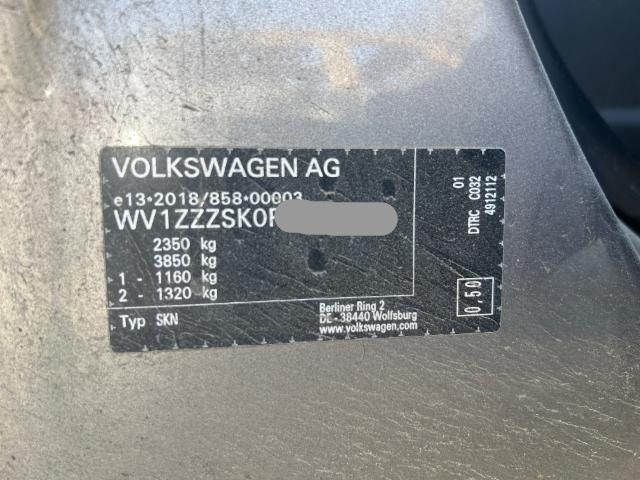 VOLKSWAGEN AG
e13*2018/858*00003
WV1ZZZSK0
2350 kg
3850 kg
1 - 1160 kg
2 - 1320 kg
Typ SKN
Berliner Ring 2
DE - 38440 Wolfsburg
www.volkswagen.com
01
DTRC C032
4912112
0,50